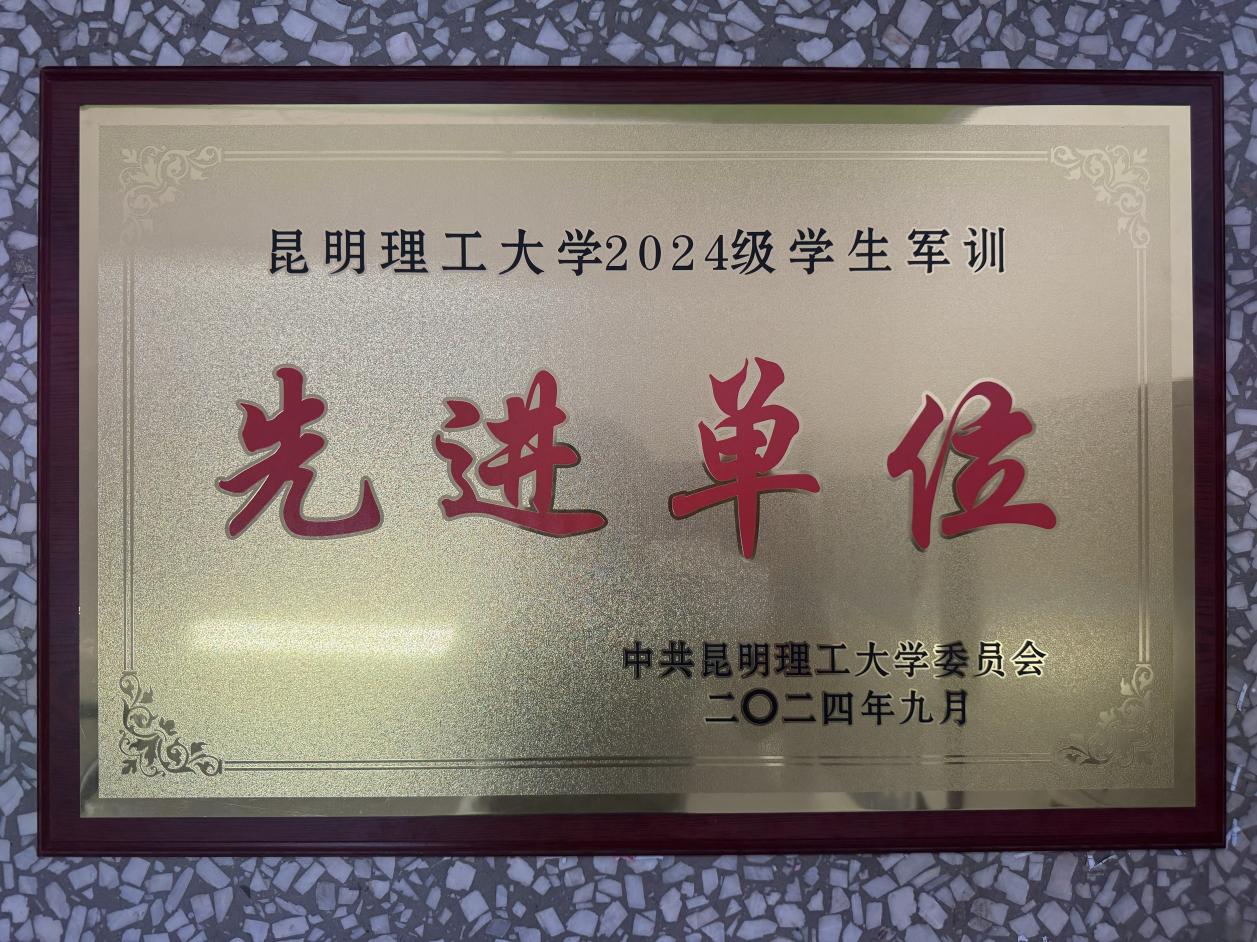 昆明理工大学2024级学生军训
先进单位
中共昆明理工大学委员会
二〇二四年九月